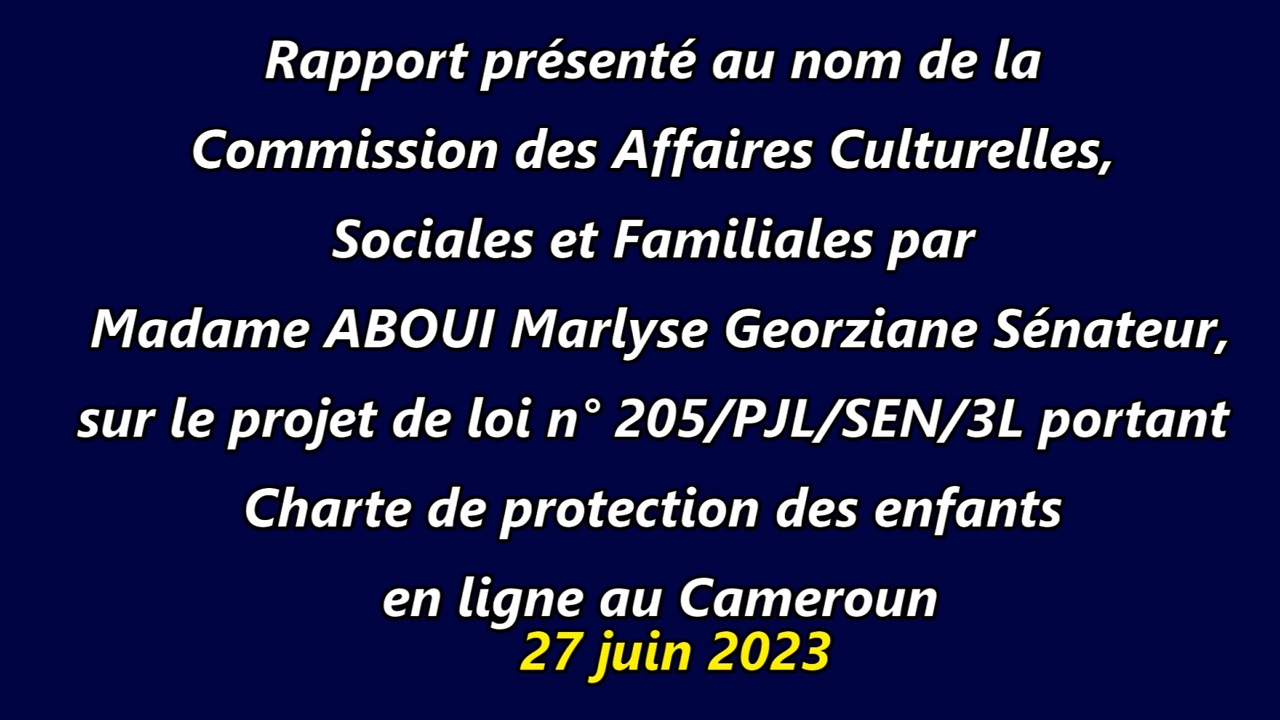 Rapport présenté au nom de la
Commission des Affaires Culturelles,
Sociales et Familiales par
Madame ABOUI Marlyse Georziane Sénateur,
sur le projet de loi n° 205/PJL/SEN/3L portant
Charte de protection des enfants
en ligne au Cameroun
27 juin 2023